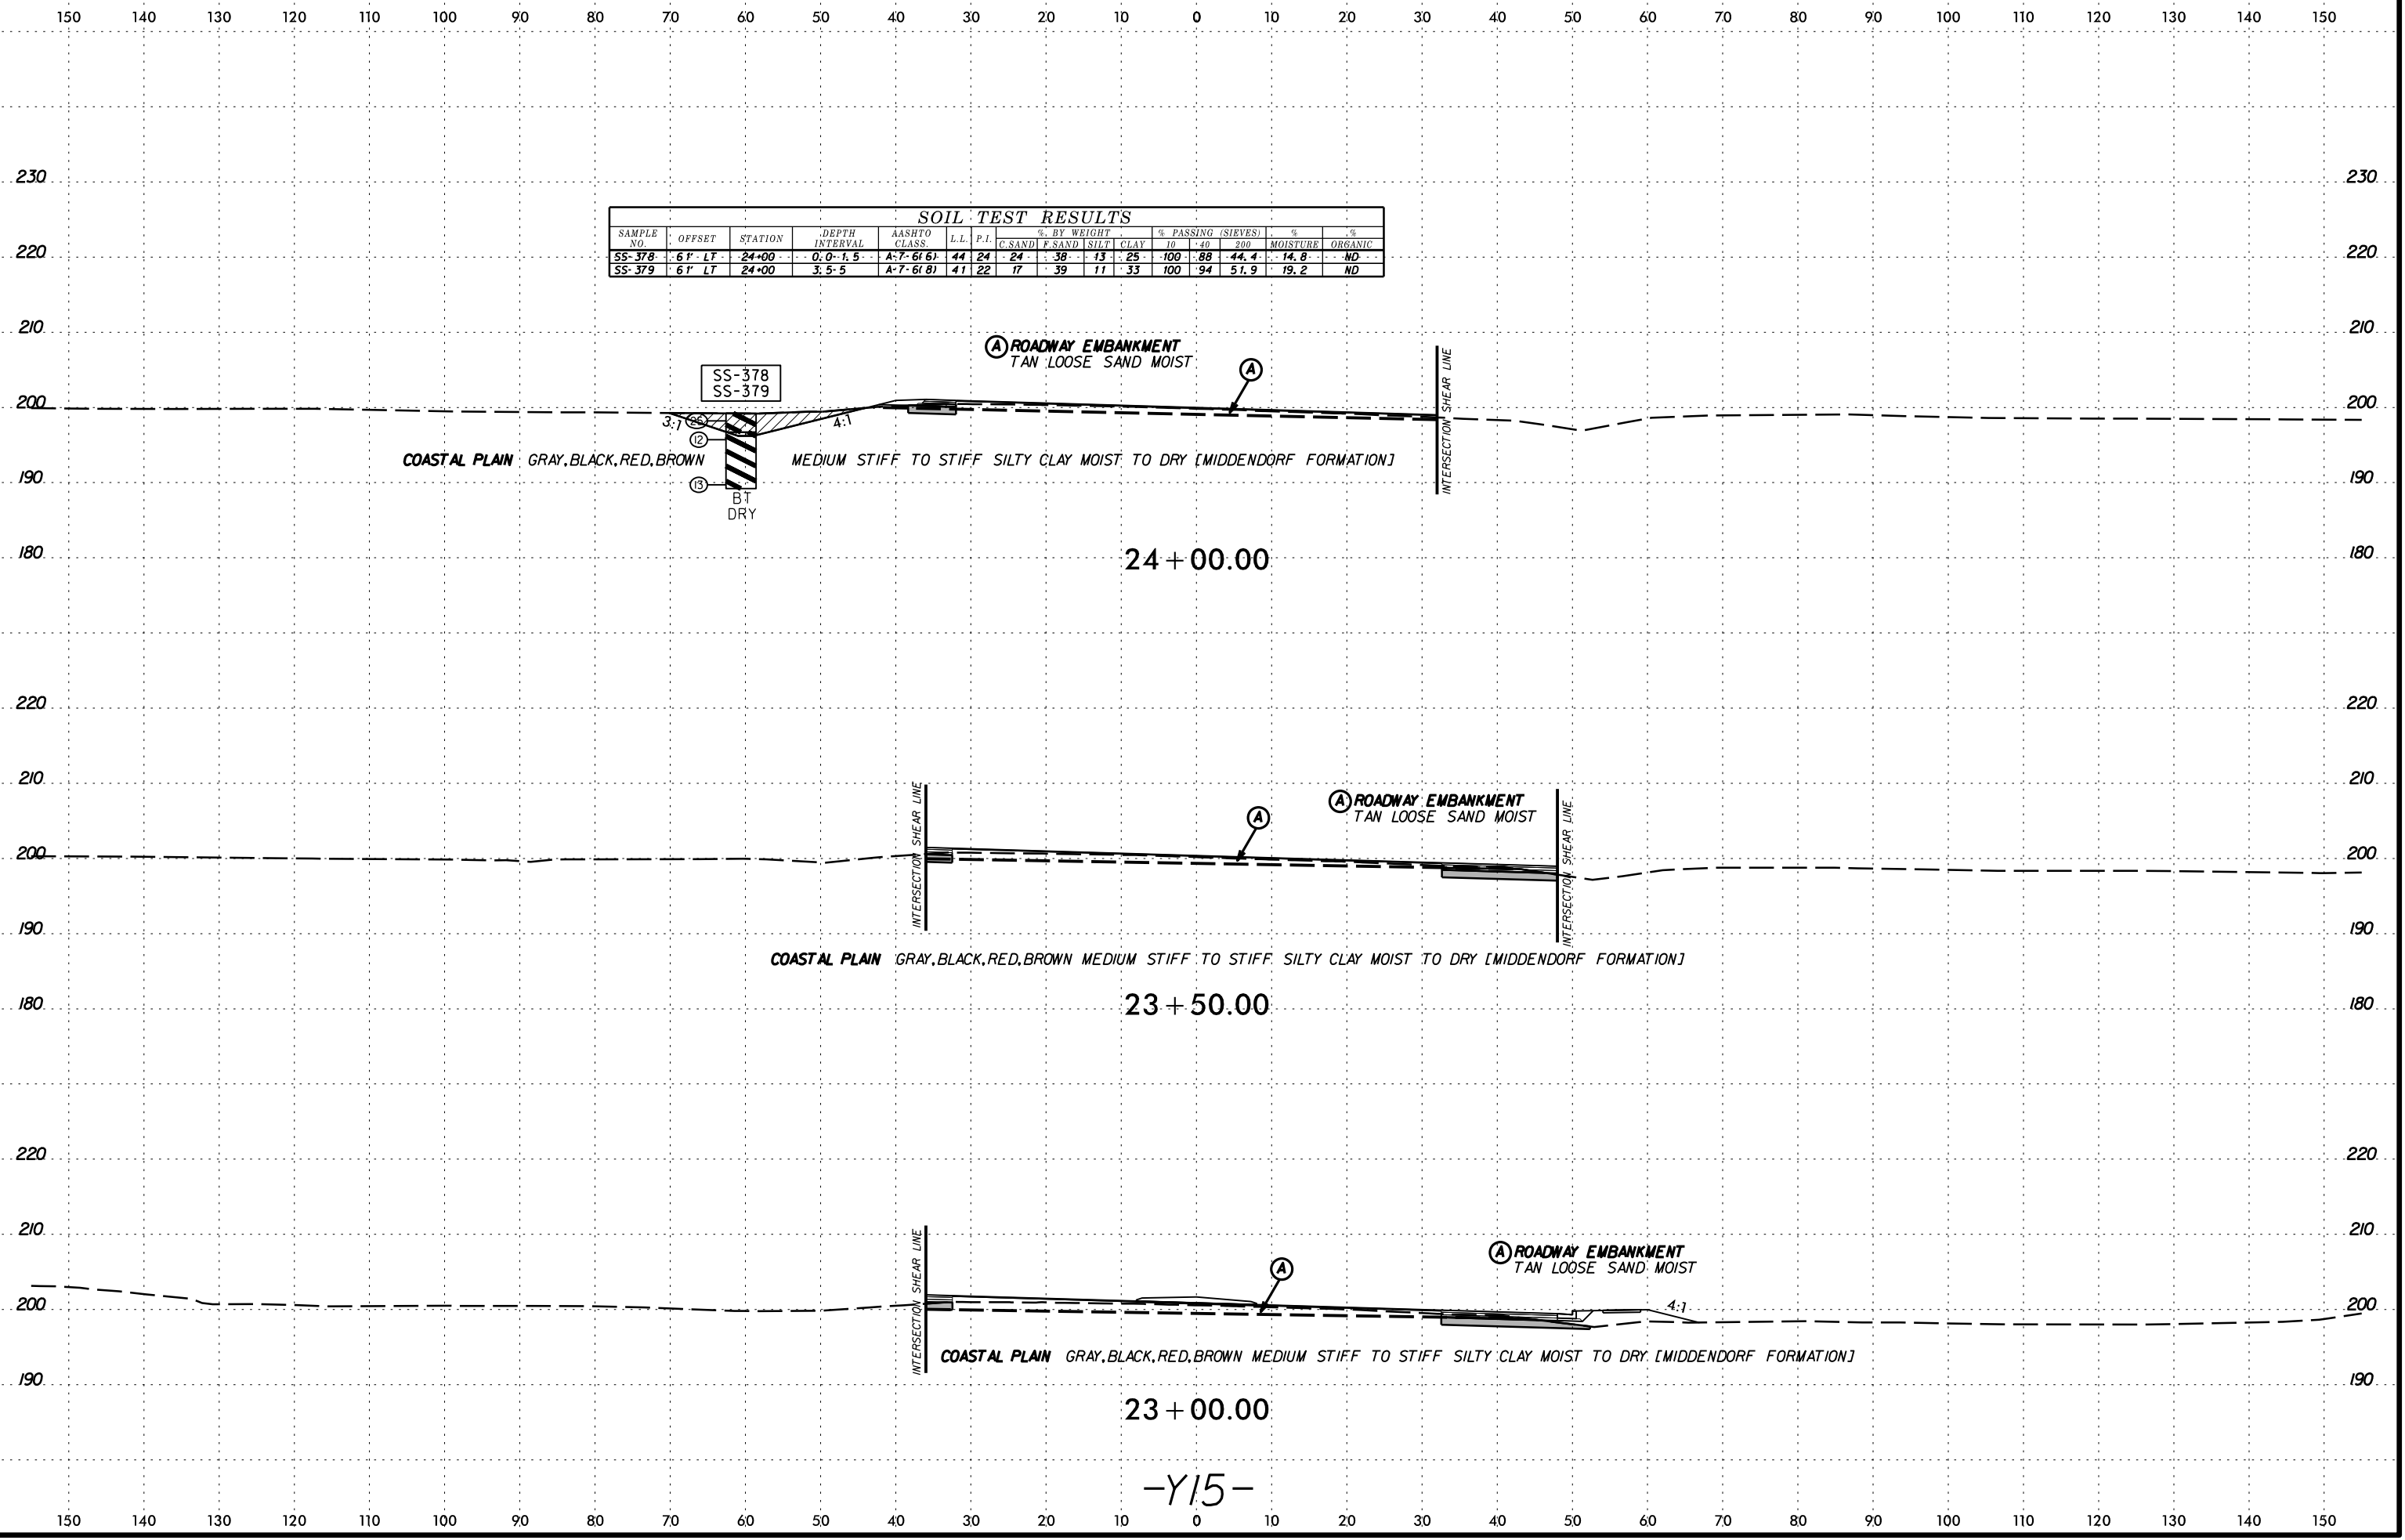 150 140 130 120 110 100 90 80 70 60 50 40 30 20 10 0 10 20 30 40 50 60 70 80 90 100 110 120 130 140 150
230 230
SOIL TEST RESULTS
SAMPLE NO. OFFSET STATION DEPTH INTERVAL AASHTO CLASS. L.L. P.I. % BY WEIGHT % PASSING (SIEVES) % MOISTURE % ORGANIC
C.SAND F.SAND SILT CLAY 10 40 200
SS-378 61' LT 24+00 0.0-1.5 A-7-6(6) 44 24 24 38 13 25 100 88 44.4 14.8 ND
SS-379 61' LT 24+00 3.5-5 A-7-6(8) 41 22 17 39 11 33 100 94 51.9 19.2 ND
220 220
210 210
A ROADWAY EMBANKMENT
TAN LOOSE SAND MOIST
A
SS-378
SS-379
INTERSECTION SHEAR LINE
200 200
3:1 4:1
12
COASTAL PLAIN GRAY,BLACK,RED,BROWN MEDIUM STIFF TO STIFF SILTY CLAY MOIST TO DRY [MIDDENDORF FORMATION]
190 190
13
BT
DRY
180 180
24+00.00
220 220
210 210
INTERSECTION SHEAR LINE
A ROADWAY EMBANKMENT
TAN LOOSE SAND MOIST
A
INTERSECTION SHEAR LINE
200 200
190 190
COASTAL PLAIN GRAY,BLACK,RED,BROWN MEDIUM STIFF TO STIFF SILTY CLAY MOIST TO DRY [MIDDENDORF FORMATION]
180 180
23+50.00
220 220
210 210
INTERSECTION SHEAR LINE
A ROADWAY EMBANKMENT
TAN LOOSE SAND MOIST
A
200 200
4:1
COASTAL PLAIN GRAY,BLACK,RED,BROWN MEDIUM STIFF TO STIFF SILTY CLAY MOIST TO DRY [MIDDENDORF FORMATION]
190 190
23+00.00
-Y15-
150 140 130 120 110 100 90 80 70 60 50 40 30 20 10 0 10 20 30 40 50 60 70 80 90 100 110 120 130 140 150